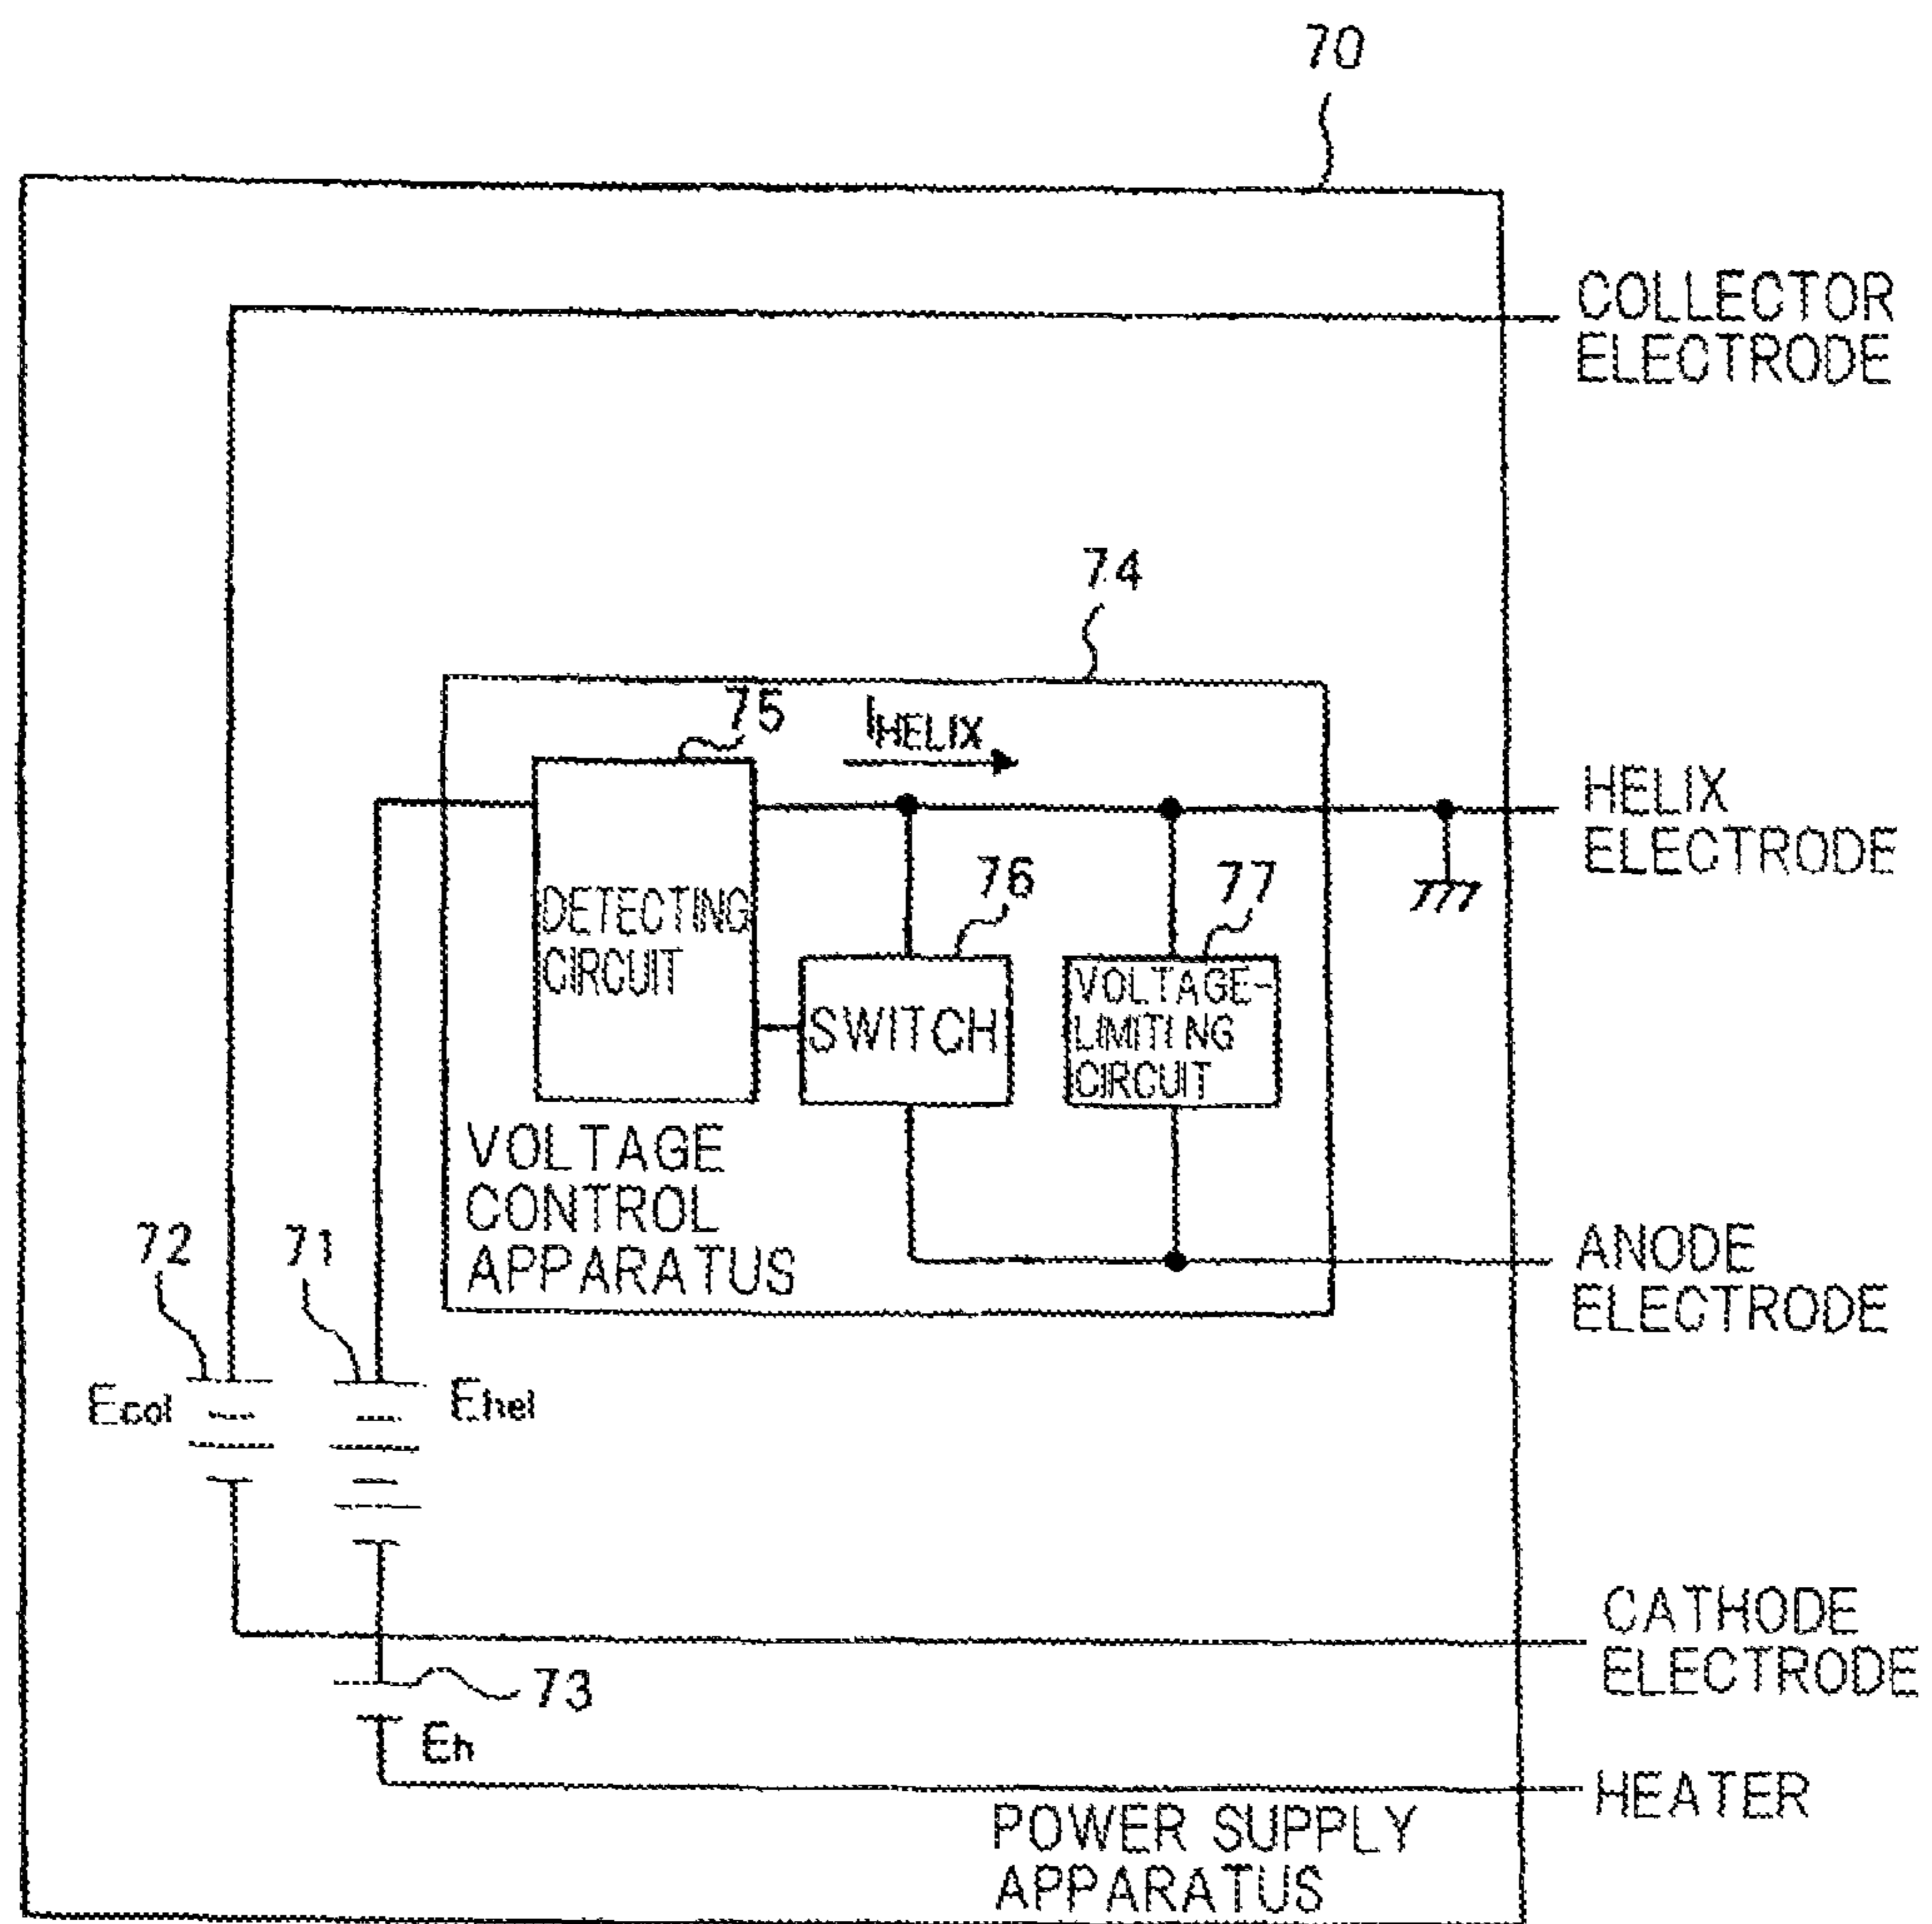 70
COLLECTOR
ELECTRODE
74
75
IHELIX
HELIX
ELECTRODE
76
77
DETECTING
CIRCUIT
SWITCH
VOLTAGE-
LIMITING
CIRCUIT
VOLTAGE
CONTROL
APPARATUS
ANODE
ELECTRODE
72
71
Ecol
Ehel
CATHODE
ELECTRODE
73
Eh
HEATER
POWER SUPPLY
APPARATUS